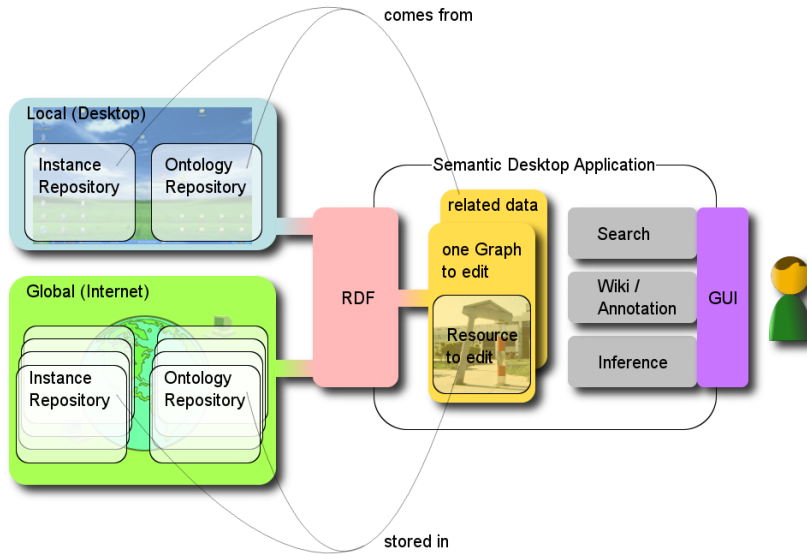 comes from
Local (Desktop)
Instance
Repository
Ontology
Repository
Semantic Desktop Application
related data
one Graph
to edit
Resource
to edit
RDF
Search
Wiki /
Annotation
Inference
GUI
Global (Internet)
Instance
Repository
Ontology
Repository
stored in